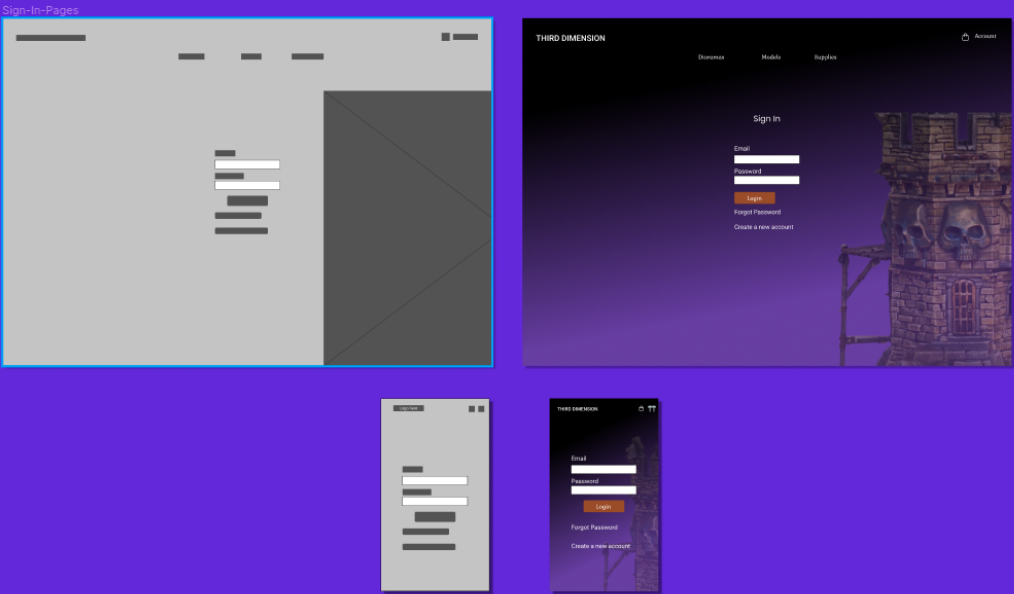 Sign-In-Pages
THIRD DIMENSION
Account
Dioramas Models Supplies
Sign In
Email
Password
Login
Forgot Password
Create a new account
Logo Text
THIRD DIMENSION
Email
Password
Login
Forgot Password
Create a new account